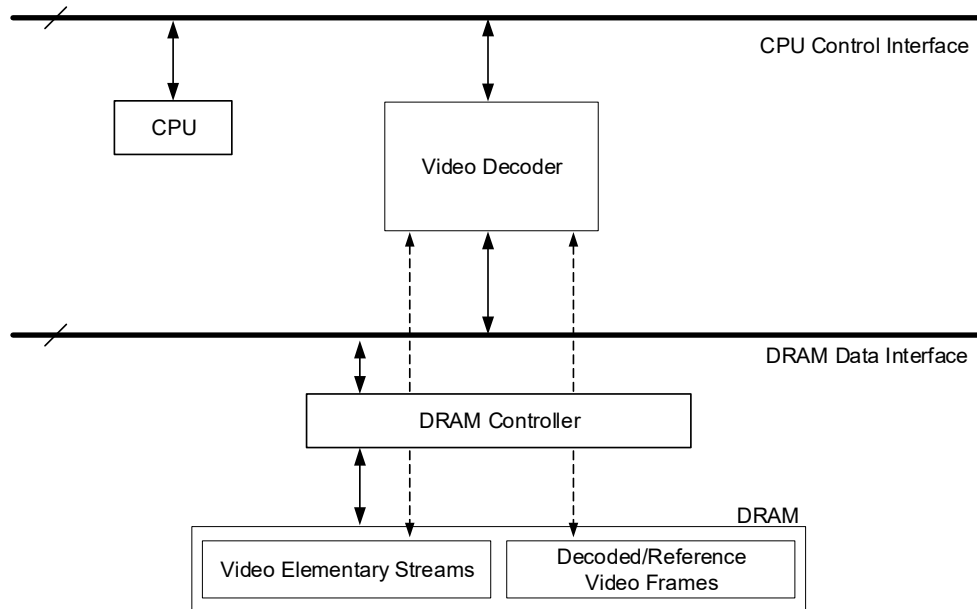 CPU Control Interface
CPU
Video Decoder
DRAM Data Interface
DRAM Controller
DRAM
Video Elementary Streams
Decoded/Reference
Video Frames